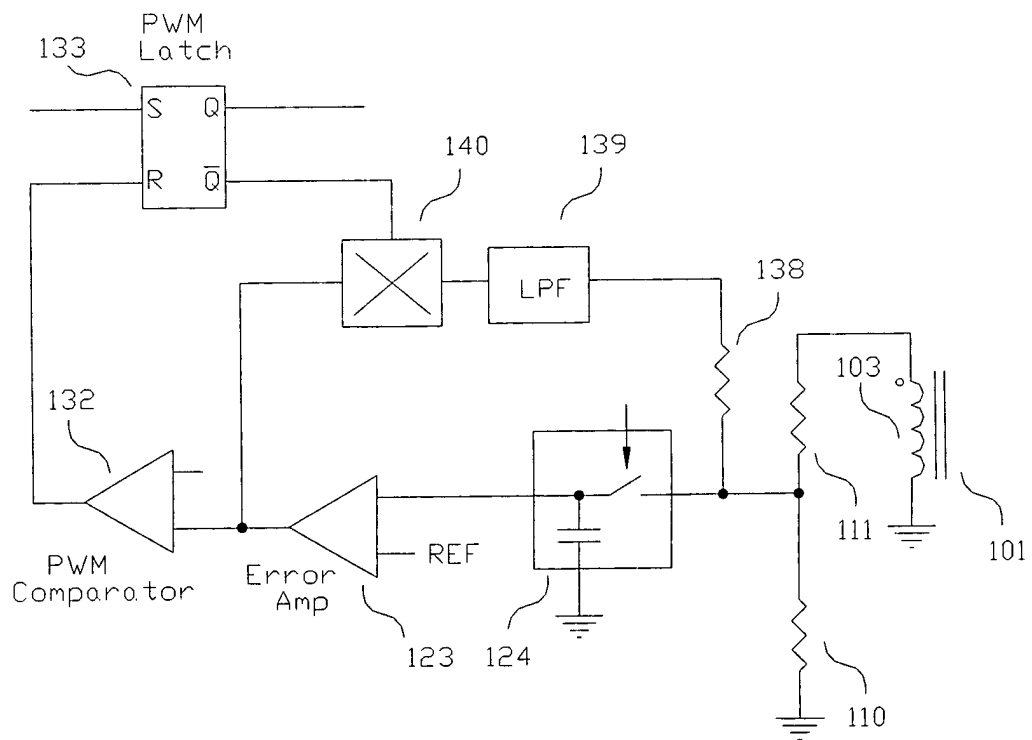 PWM
Latch
133
S Q
R Q̅
140
139
LPF
138
103
132
111
101
REF
PWM
Comparator
Error
Amp
123
124
110